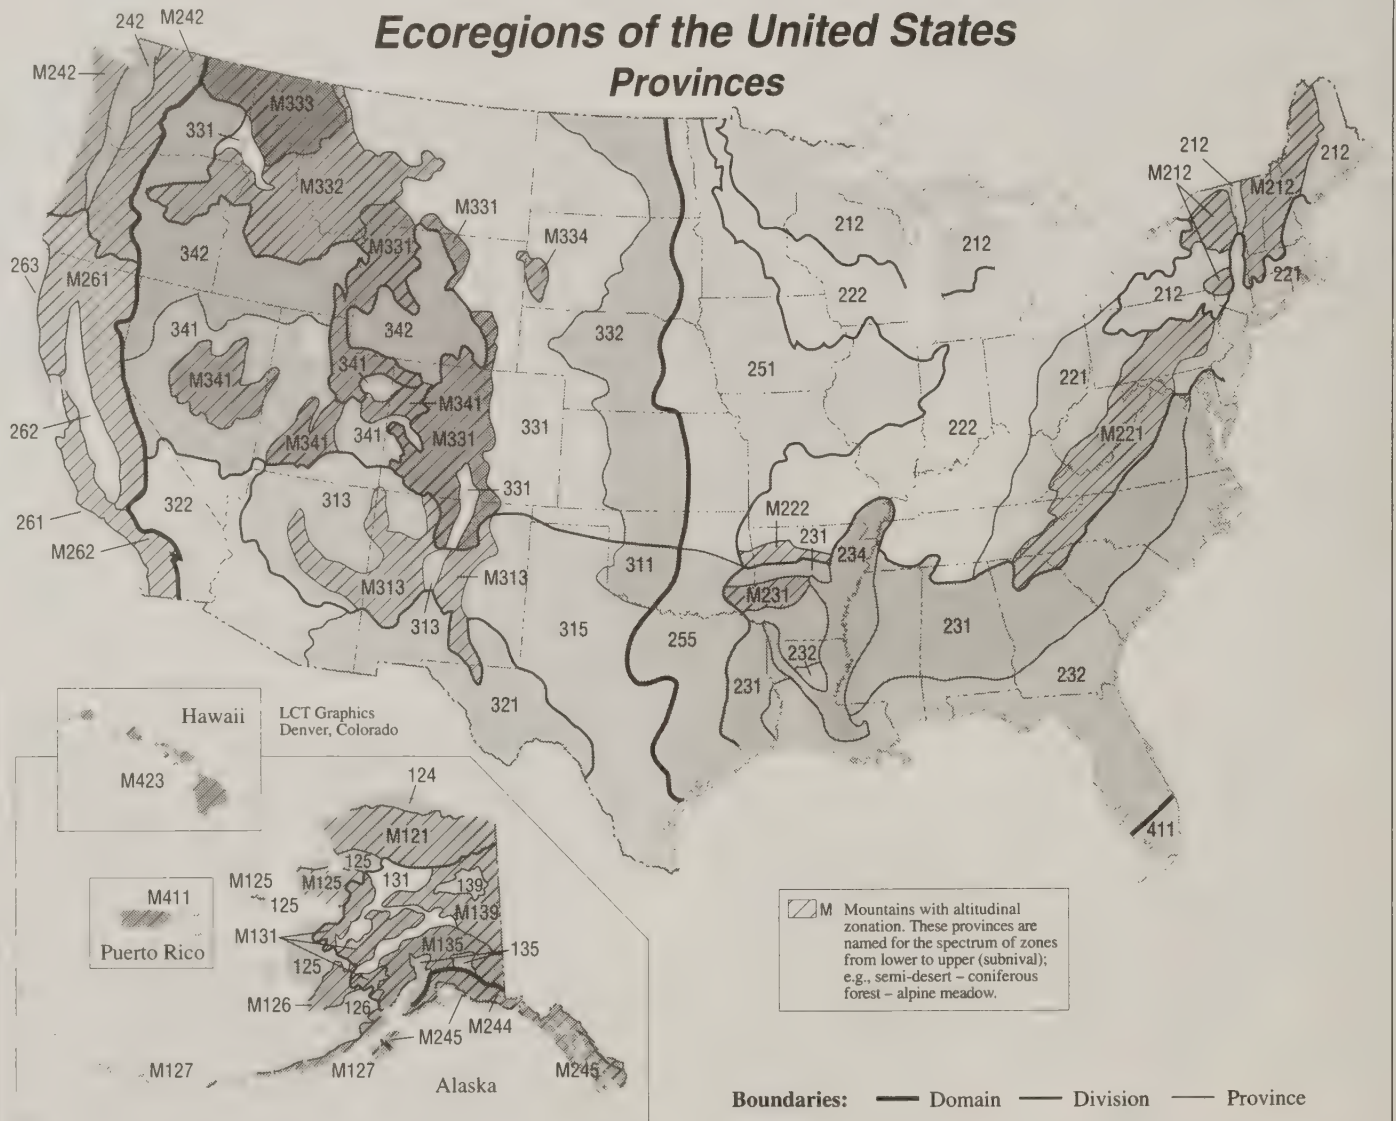 Ecoregions of the United States
Provinces
242 M242
M242
M333
331
M332
M331
M331
M334
342
263
M261
341
342
332
341
M341
M341
262
341
M341
M331
331
322
313
331
261
M262
M313
M313
313
311
315
321
255
212
212
222
251
222
221
212
M212
212
M212
212
221
M221
M222
231
234
M231
232
231
231
232
411
Hawaii
M423
LCT Graphics
Denver, Colorado
124
M121
125
M125
M125
131
139
125
M139
M131
M135
135
125
M126
126
M245
M244
M127
M127
M245
Alaska
M411
Puerto Rico
M Mountains with altitudinal
zonation. These provinces are
named for the spectrum of zones
from lower to upper (subnival);
e.g., semi-desert – coniferous
forest – alpine meadow.
Boundaries: Domain Division Province